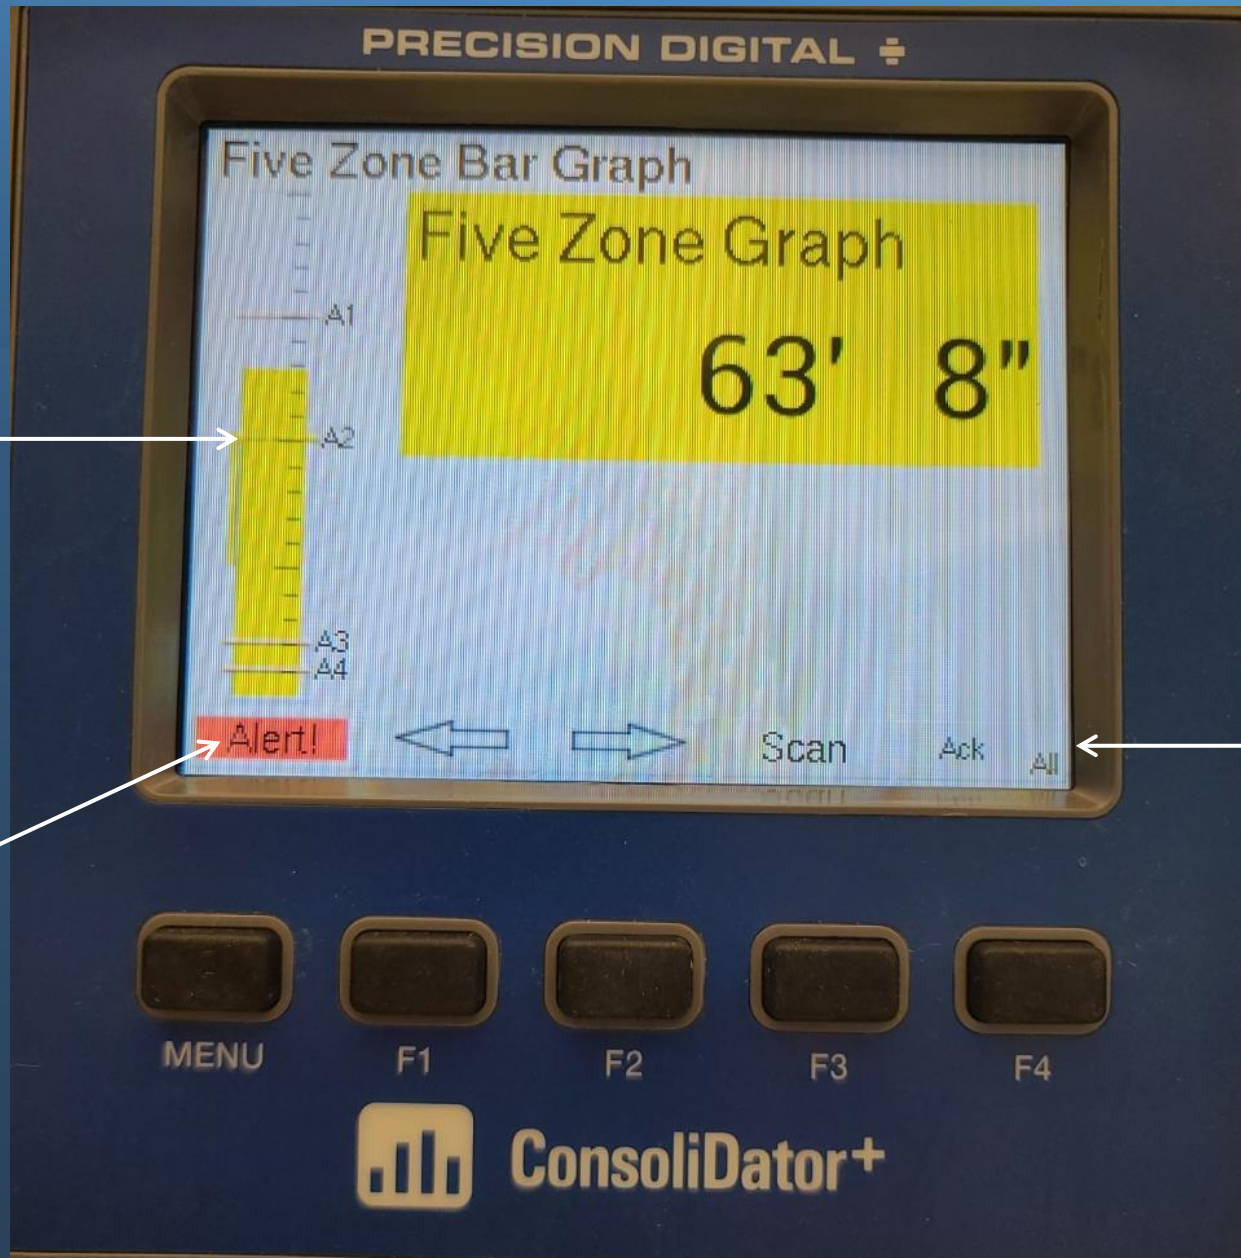 PRECISION DIGITAL
Five Zone Bar Graph
Five Zone Graph
63' 8"
A1
A2
A3
A4
Alert! Scan Ack All
MENU F1 F2 F3 F4
ConsoliDator+